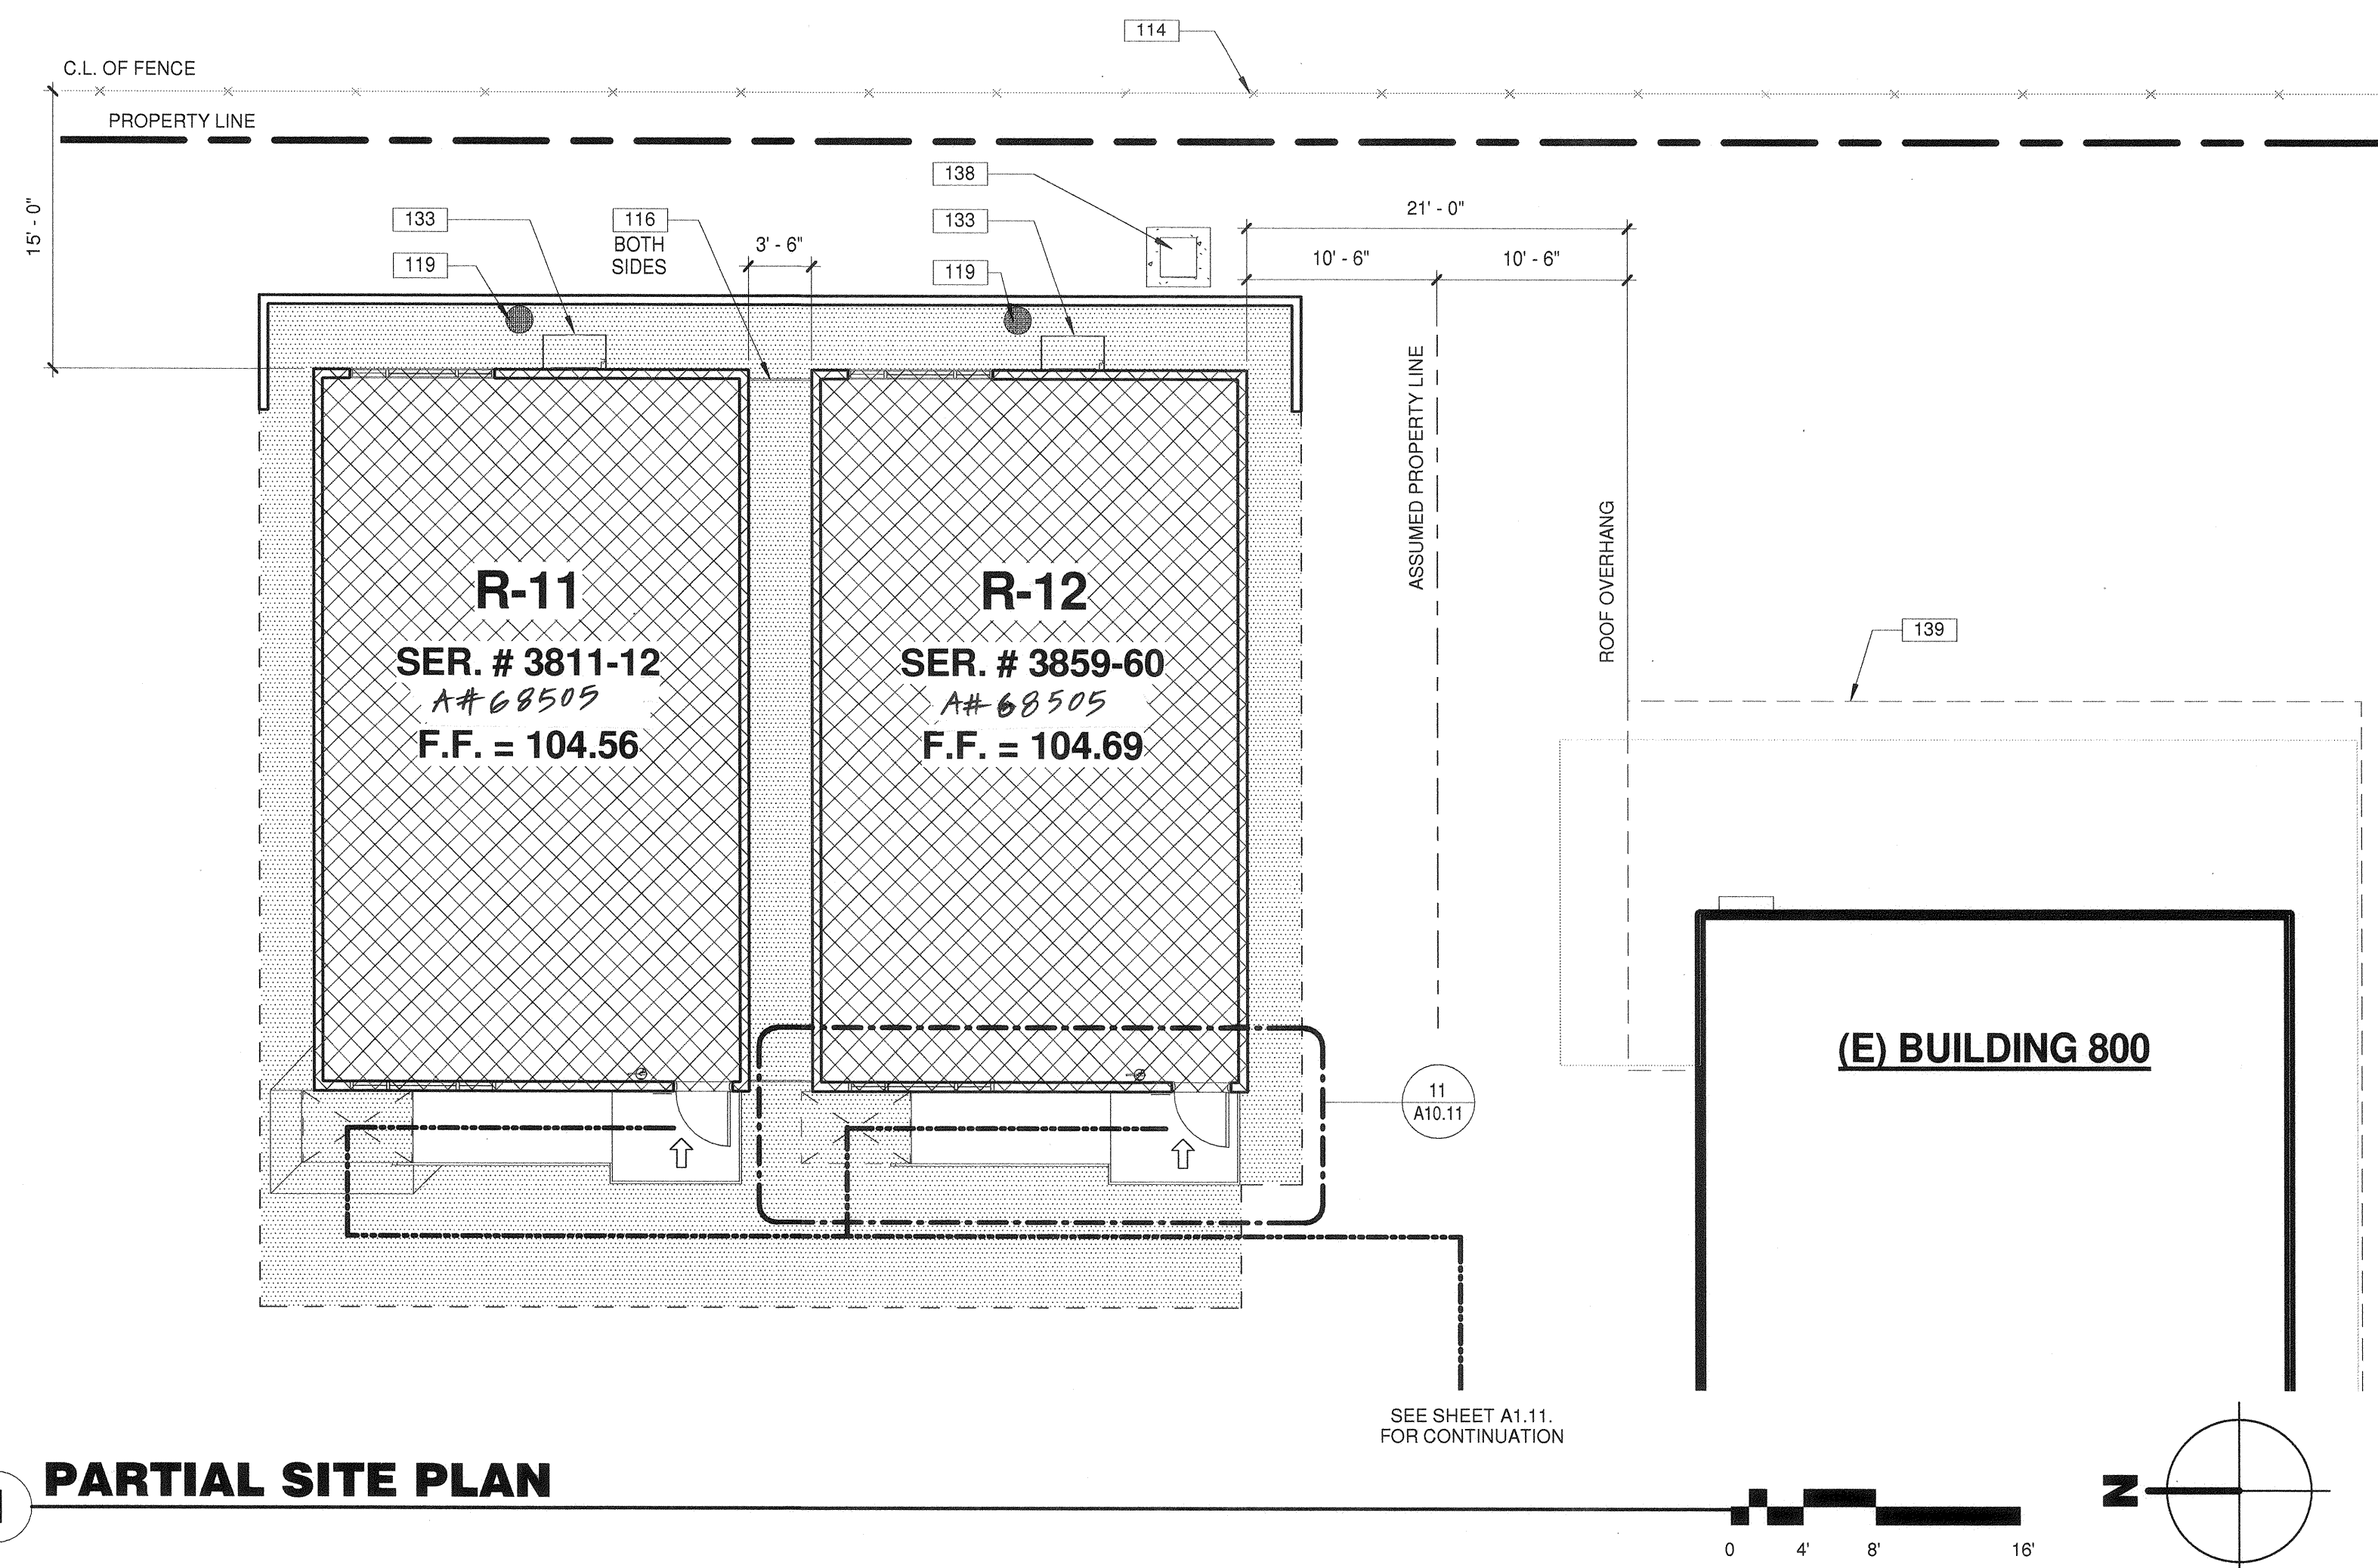 114
C.L. OF FENCE
PROPERTY LINE
138
15' - 0"
133
116
BOTH
SIDES
3' - 6"
133
21' - 0"
119
119
10' - 6"
10' - 6"
ASSUMED PROPERTY LINE
ROOF OVERHANG
139
R-11
SER. # 3811-12
A# 68505
F.F. = 104.56
R-12
SER. # 3859-60
A# 68505
F.F. = 104.69
(E) BUILDING 800
11
A10.11
SEE SHEET A1.11.
FOR CONTINUATION
PARTIAL SITE PLAN
0 4' 8' 16'
N